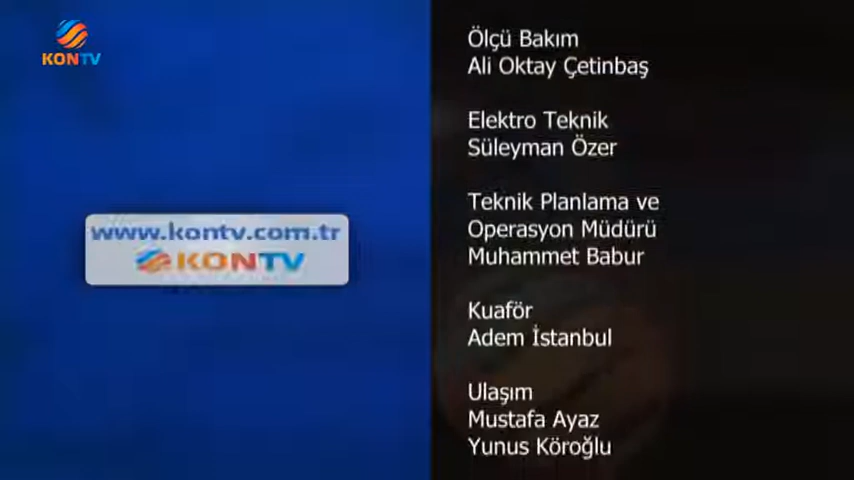 KONTV
www.kontv.com.tr
KONTV
Ölçü Bakım
Ali Oktay Çetinbaş
Elektro Teknik
Süleyman Özer
Teknik Planlama ve
Operasyon Müdürü
Muhammet Babur
Kuaför
Adem İstanbul
Ulaşım
Mustafa Ayaz
Yunus Köroğlu